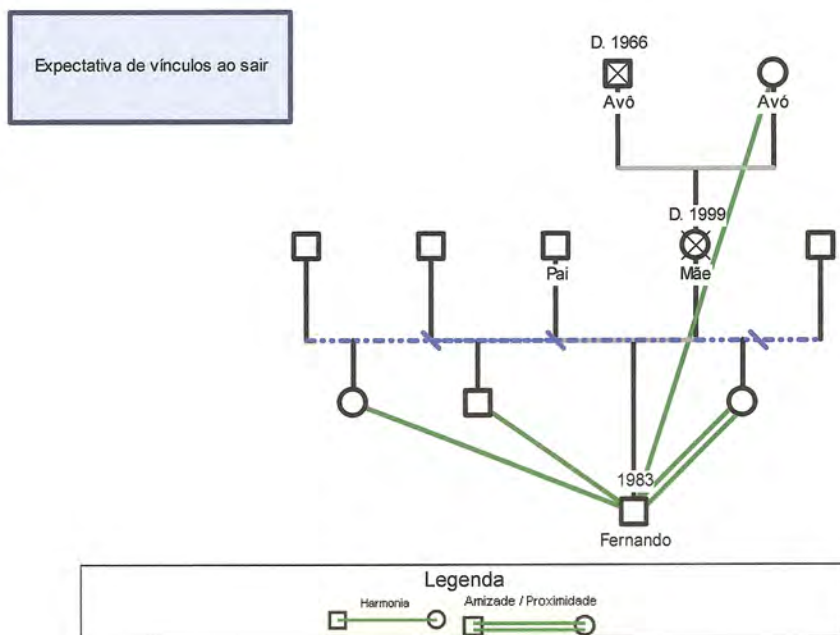 Expectativa de vínculos ao sair
D. 1966
Avô
Avó
D. 1999
Pai
Mãe
1983
Fernando
Legenda
Harmonia
Amizade / Proximidade